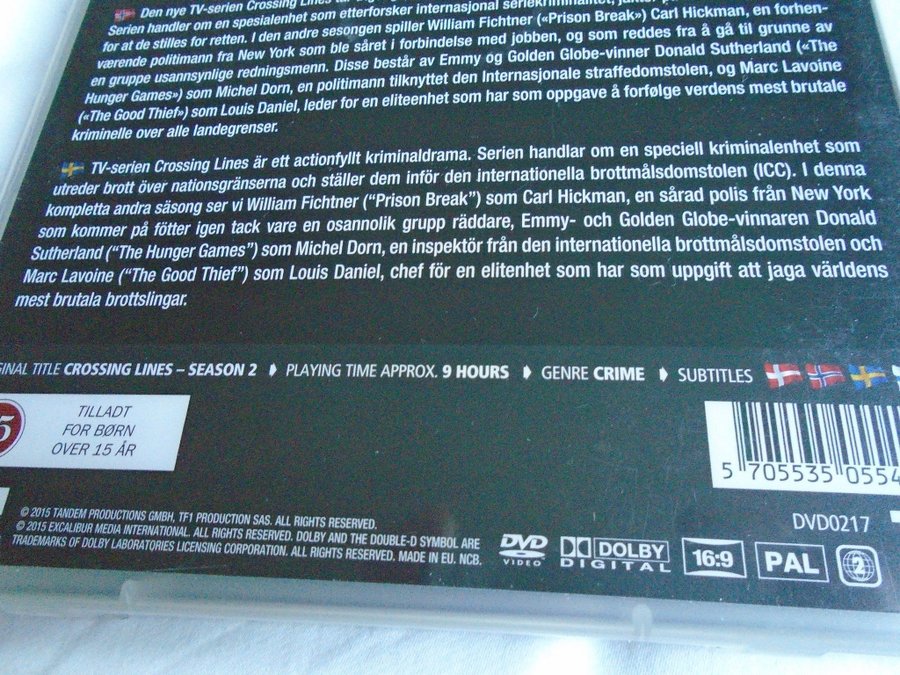 Den nye TV-serien Crossing Lines
Serien handler om en spesialenhet som etterforsker internasjonal seriekriminalitet, jakter
for at de stilles for retten. I den andre sesongen spiller William Fichtner («Prison Break») Carl Hickman, en forhen-
værende politimann fra New York som ble såret i forbindelse med jobben, og som reddes fra å gå til grunne av
en gruppe usannsynlige redningsmenn. Disse består av Emmy og Golden Globe-vinner Donald Sutherland («The
Hunger Games») som Michel Dorn, en politimann tilknyttet den Internasjonale straffedomstolen, og Marc Lavoine
(«The Good Thief») som Louis Daniel, leder for en eliteenhet som har som oppgave å forfølge verdens mest brutale
kriminelle over alle landegrenser.
TV-serien Crossing Lines är ett actionfyllt kriminaldrama. Serien handlar om en speciell kriminalenhet som
utreder brott över nationsgränserna och ställer dem inför den internationella brottmålsdomstolen (ICC). I denna
kompletta andra säsong ser vi William Fichtner (“Prison Break”) som Carl Hickman, en sårad polis från New York
som kommer på fötter igen tack vare en osannolik grupp räddare, Emmy- och Golden Globe-vinnaren Donald
Sutherland (“The Hunger Games”) som Michel Dorn, en inspektör från den internationella brottmålsdomstolen och
Marc Lavoine (“The Good Thief”) som Louis Daniel, chef för en elitenhet som har som uppgift att jaga världens
mest brutala brottslingar.
GINAL TITLE CROSSING LINES – SEASON 2 PLAYING TIME APPROX. 9 HOURS GENRE CRIME SUBTITLES
5
TILLADT
FOR BØRN
OVER 15 ÅR
5 705535 0554
DVD0217
© 2015 TANDEM PRODUCTIONS GMBH, TF1 PRODUCTION SAS. ALL RIGHTS RESERVED.
© 2015 EXCALIBUR MEDIA INTERNATIONAL. ALL RIGHTS RESERVED. DOLBY AND THE DOUBLE-D SYMBOL ARE
TRADEMARKS OF DOLBY LABORATORIES LICENSING CORPORATION. ALL RIGHTS RESERVED. MADE IN EU. NCB.
DVD
VIDEO
DOLBY
DIGITAL
16:9
PAL
2